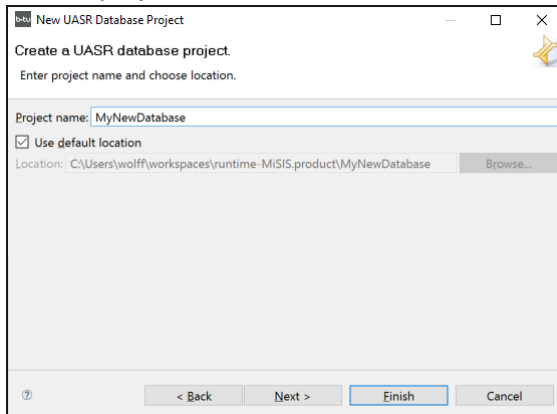 b-tu New UASR Database Project
Create a UASR database project.
Enter project name and choose location.
Project name: MyNewDatabase
Use default location
Location: C:\Users\wolff\workspaces\runtime-MiSIS.product\MyNewDatabase Browse...
? < Back Next > Finish Cancel